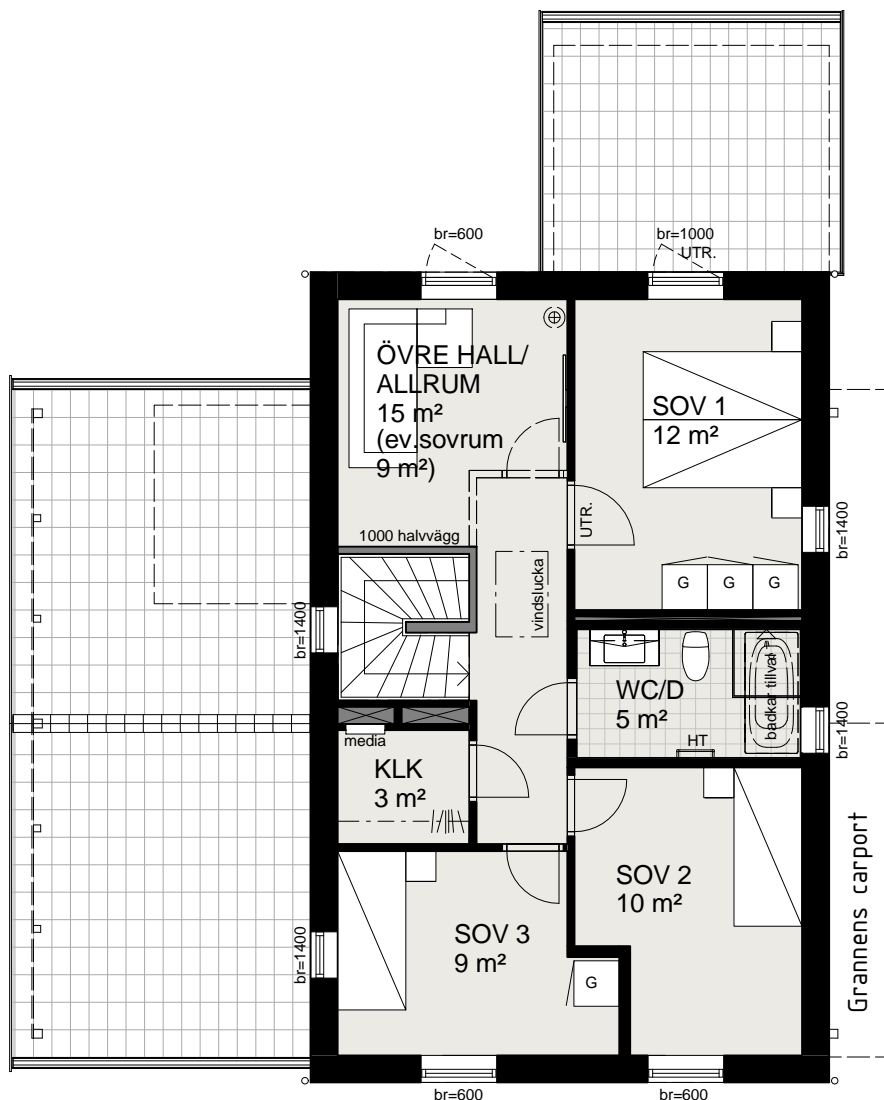 br=600
br=1000
UTR.
ÖVRE HALL/
ALLRUM
15 m²
(ev.sovrum
9 m²)
SOV 1
12 m²
1000 halvvägg
UTR.
vindslucka
br=1400
G
G
G
br=1400
WC/D
5 m²
badkar tillval
HT
br=1400
media
KLK
3 m²
SOV 2
10 m²
SOV 3
9 m²
G
br=1400
Grannens carport
br=600
br=600